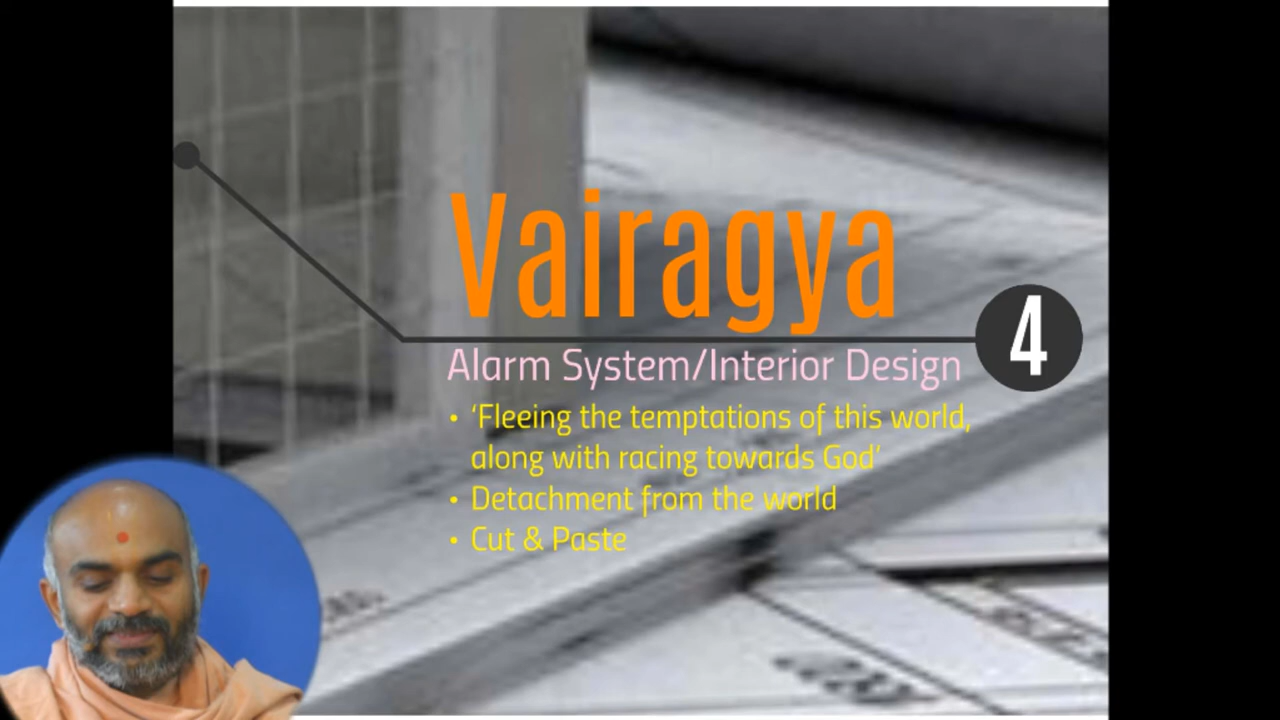 Vairagya
4
Alarm System/Interior Design
• ‘Fleeing the temptations of this world,
along with racing towards God’
• Detachment from the world
• Cut & Paste